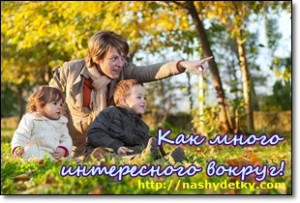 Как много
интересного вокруг!
http://nashydetky.com